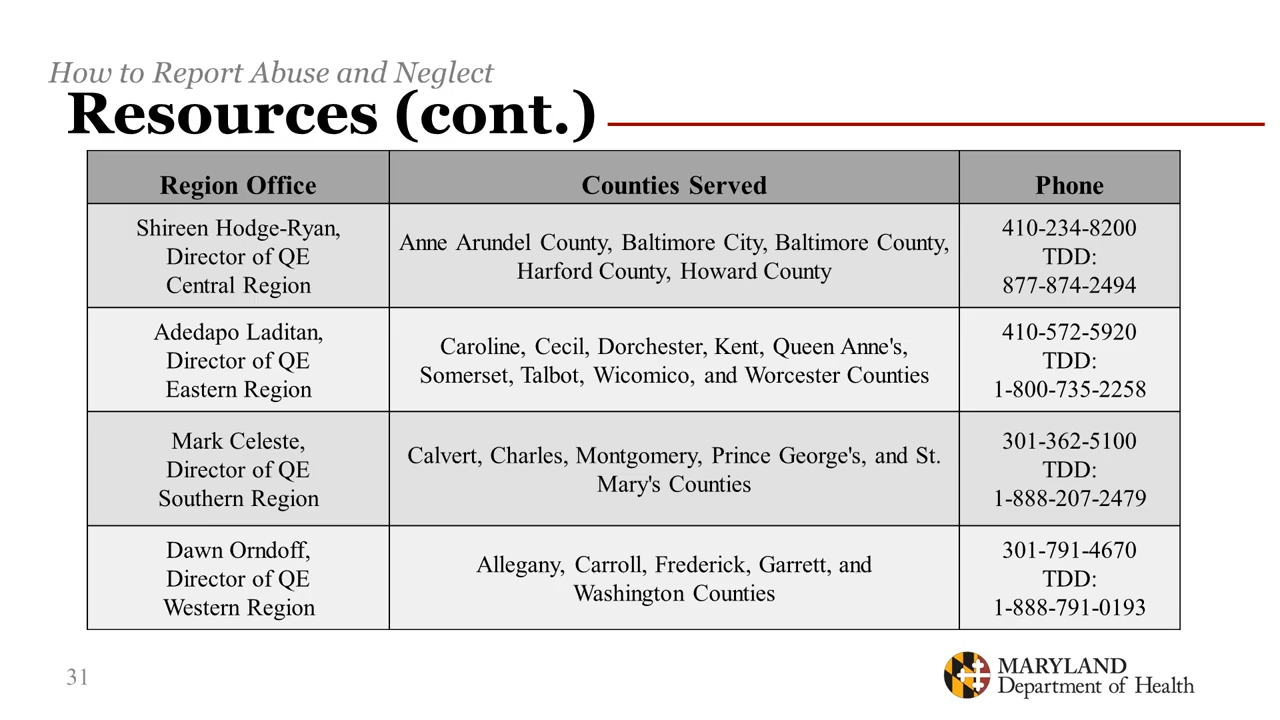 How to Report Abuse and Neglect
Resources (cont.)
Region Office
Counties Served
Phone
Shireen Hodge-Ryan,
Director of QE
Central Region
Anne Arundel County, Baltimore City, Baltimore County,
Harford County, Howard County
410-234-8200
TDD:
877-874-2494
Adedapo Laditan,
Director of QE
Eastern Region
Caroline, Cecil, Dorchester, Kent, Queen Anne's,
Somerset, Talbot, Wicomico, and Worcester Counties
410-572-5920
TDD:
1-800-735-2258
Mark Celeste,
Director of QE
Southern Region
Calvert, Charles, Montgomery, Prince George's, and St.
Mary's Counties
301-362-5100
TDD:
1-888-207-2479
Dawn Orndoff,
Director of QE
Western Region
Allegany, Carroll, Frederick, Garrett, and
Washington Counties
301-791-4670
TDD:
1-888-791-0193
31
MARYLAND
Department of Health